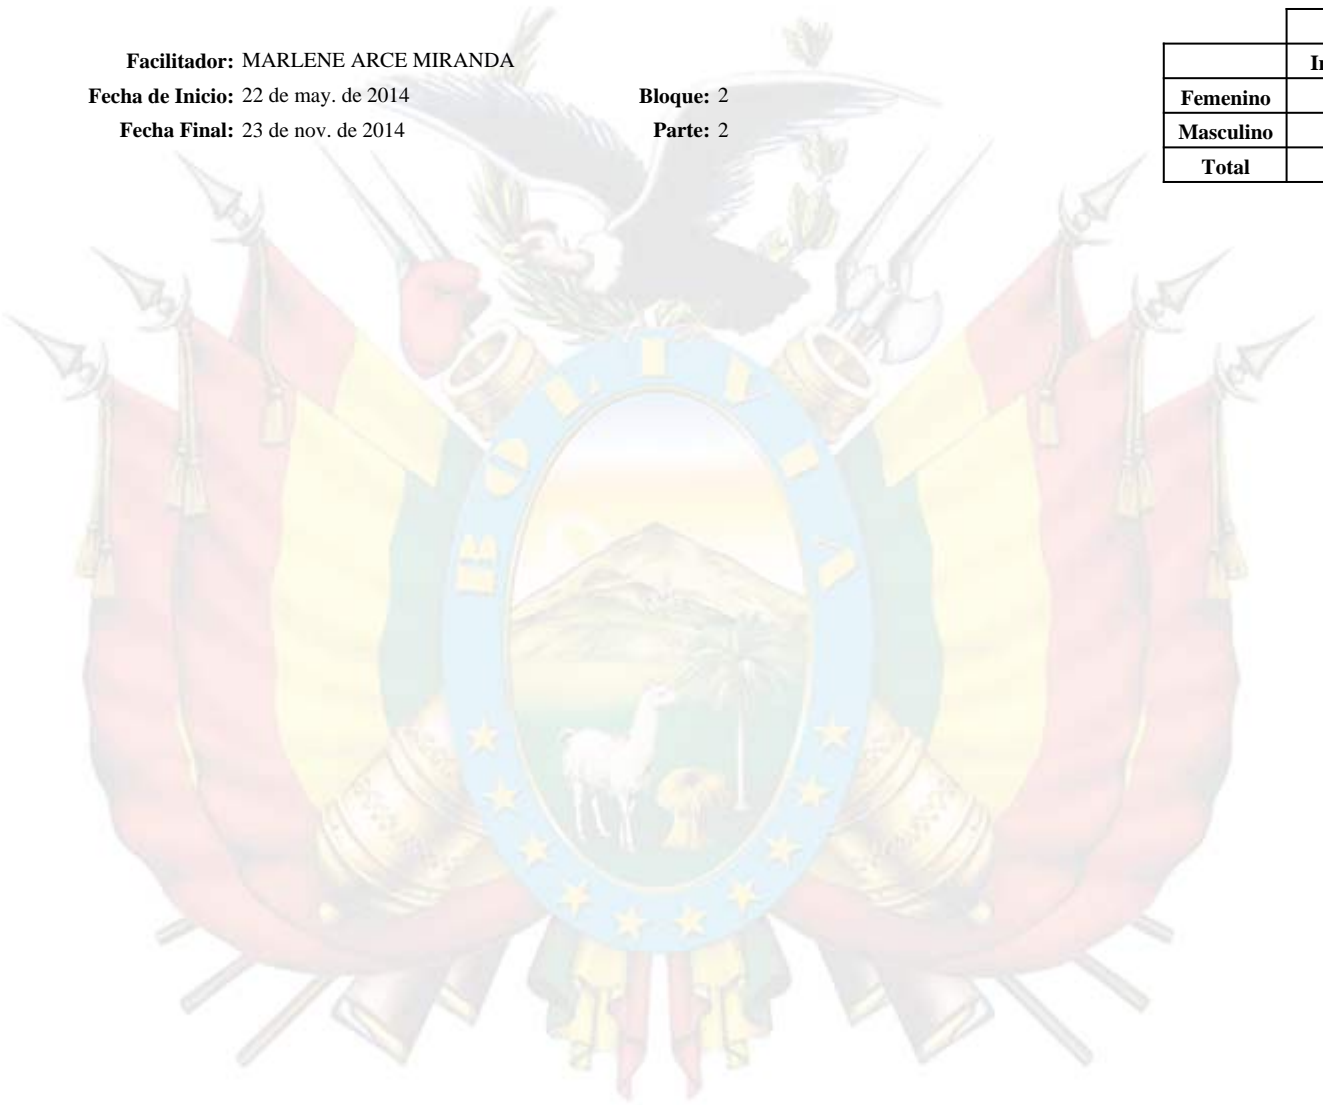 Facilitador: MARLENE ARCE MIRANDA
Fecha de Inicio: 22 de may. de 2014 Bloque: 2
Fecha Final: 23 de nov. de 2014 Parte: 2
Femenino
Masculino
Total
BOLIVIA